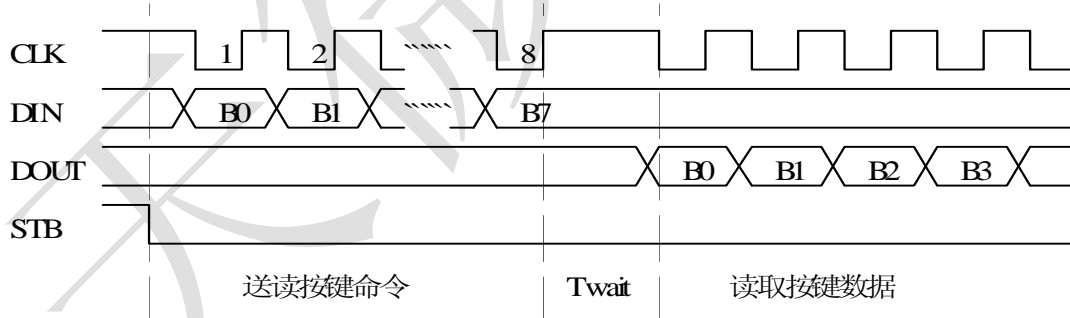 CLK 1 2 ...... 8
DIN B0 B1 ...... B7
DOUT B0 B1 B2 B3
STB
送读按键命令 Twait 读取按键数据